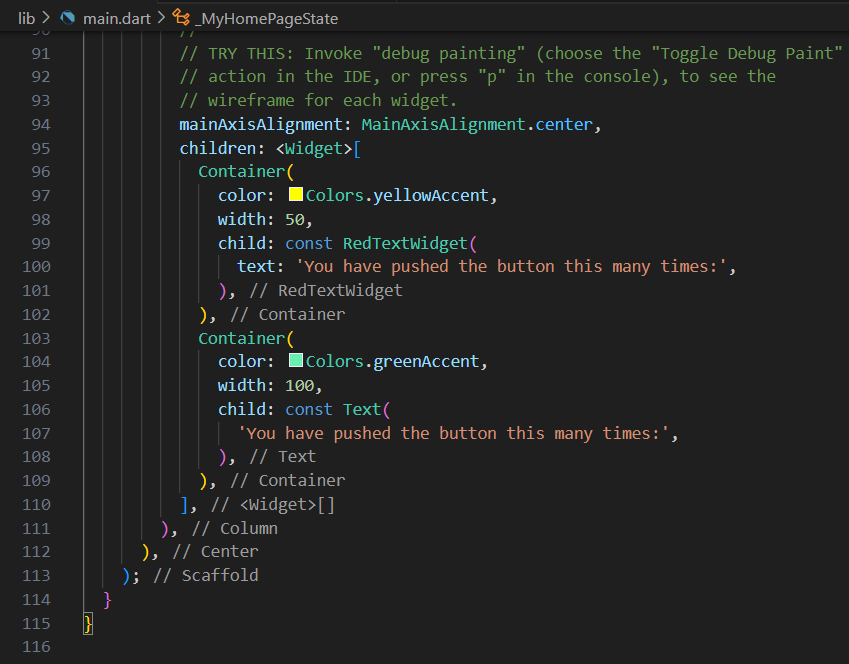 lib > main.dart > _MyHomePageState
90 //
91 // TRY THIS: Invoke "debug painting" (choose the "Toggle Debug Paint"
92 // action in the IDE, or press "p" in the console), to see the
93 // wireframe for each widget.
94 mainAxisAlignment: MainAxisAlignment.center,
95 children: <Widget>[
96 Container(
97 color: Colors.yellowAccent,
98 width: 50,
99 child: const RedTextWidget(
100 text: 'You have pushed the button this many times:',
101 ), // RedTextWidget
102 ), // Container
103 Container(
104 color: Colors.greenAccent,
105 width: 100,
106 child: const Text(
107 'You have pushed the button this many times:',
108 ), // Text
109 ), // Container
110 ], // <Widget>[]
111 ), // Column
112 ), // Center
113 ); // Scaffold
114 }
115 }
116